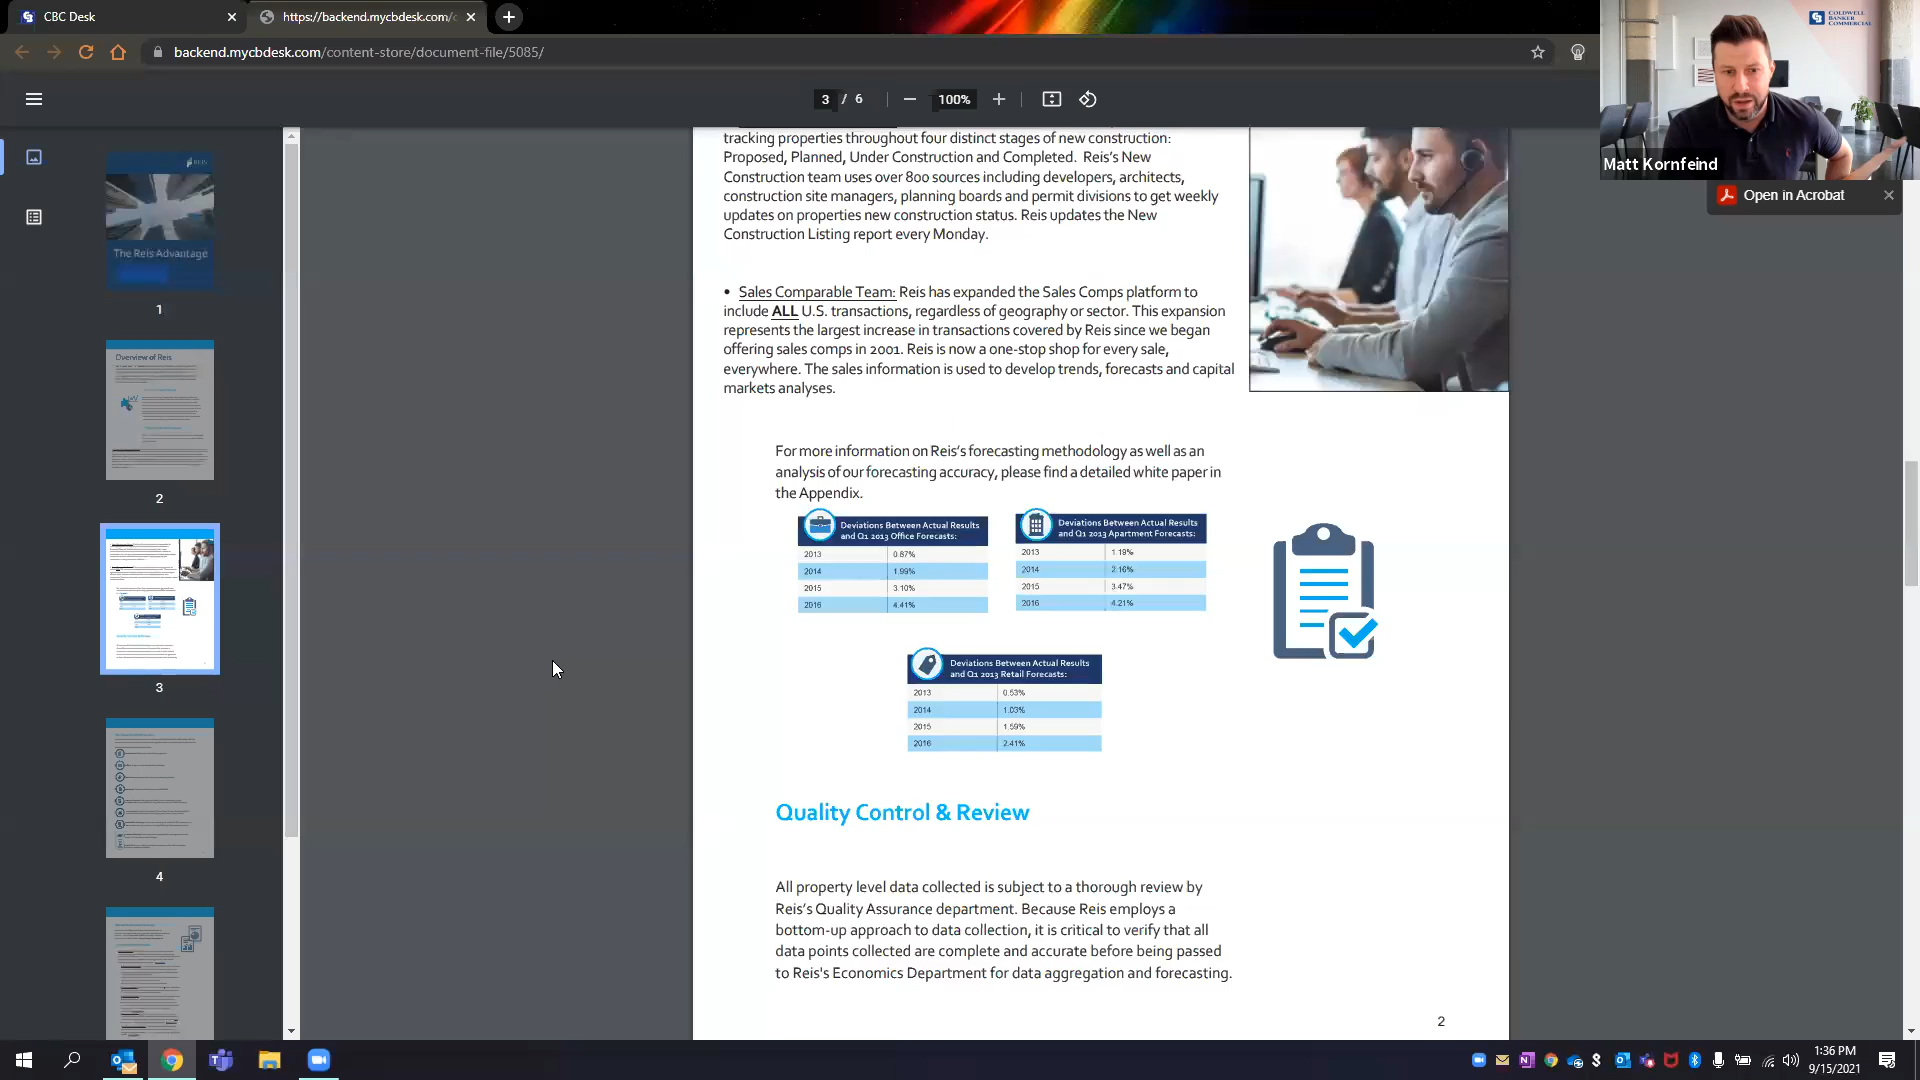 CBC Desk
https://backend.mycbdesk.com/c
backend.mycbdesk.com/content-store/document-file/5085/
COLDWELL
BANKER
COMMERCIAL
3 / 6
100%
Matt Kornfeind
Open in Acrobat
REIS
The Reis Advantage
1
Overview of Reis
2
3
4
tracking properties throughout four distinct stages of new construction:
Proposed, Planned, Under Construction and Completed. Reis's New
Construction team uses over 800 sources including developers, architects,
construction site managers, planning boards and permit divisions to get weekly
updates on properties new construction status. Reis updates the New
Construction Listing report every Monday.
• Sales Comparable Team: Reis has expanded the Sales Comps platform to
include ALL U.S. transactions, regardless of geography or sector. This expansion
represents the largest increase in transactions covered by Reis since we began
offering sales comps in 2001. Reis is now a one-stop shop for every sale,
everywhere. The sales information is used to develop trends, forecasts and capital
markets analyses.
For more information on Reis's forecasting methodology as well as an
analysis of our forecasting accuracy, please find a detailed white paper in
the Appendix.
Deviations Between Actual Results
and Q1 2013 Office Forecasts:
2013 0.87%
2014 1.99%
2015 3.10%
2016 4.41%
Deviations Between Actual Results
and Q1 2013 Apartment Forecasts:
2013 1.19%
2014 2.16%
2015 3.47%
2016 4.21%
Deviations Between Actual Results
and Q1 2013 Retail Forecasts:
2013 0.53%
2014 1.03%
2015 1.59%
2016 2.41%
Quality Control & Review
All property level data collected is subject to a thorough review by
Reis's Quality Assurance department. Because Reis employs a
bottom-up approach to data collection, it is critical to verify that all
data points collected are complete and accurate before being passed
to Reis's Economics Department for data aggregation and forecasting.
2
1:36 PM
9/15/2021